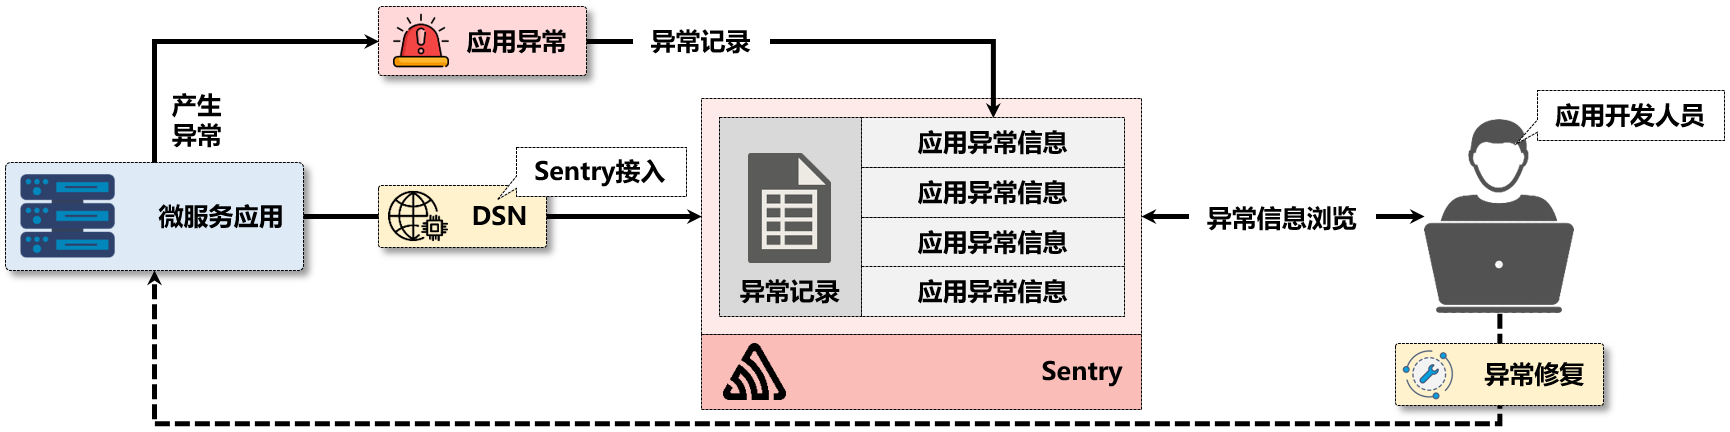 应用异常
异常记录
产生
异常
应用开发人员
Sentry接入
微服务应用
DSN
应用异常信息
应用异常信息
应用异常信息
应用异常信息
异常记录
异常信息浏览
Sentry
异常修复